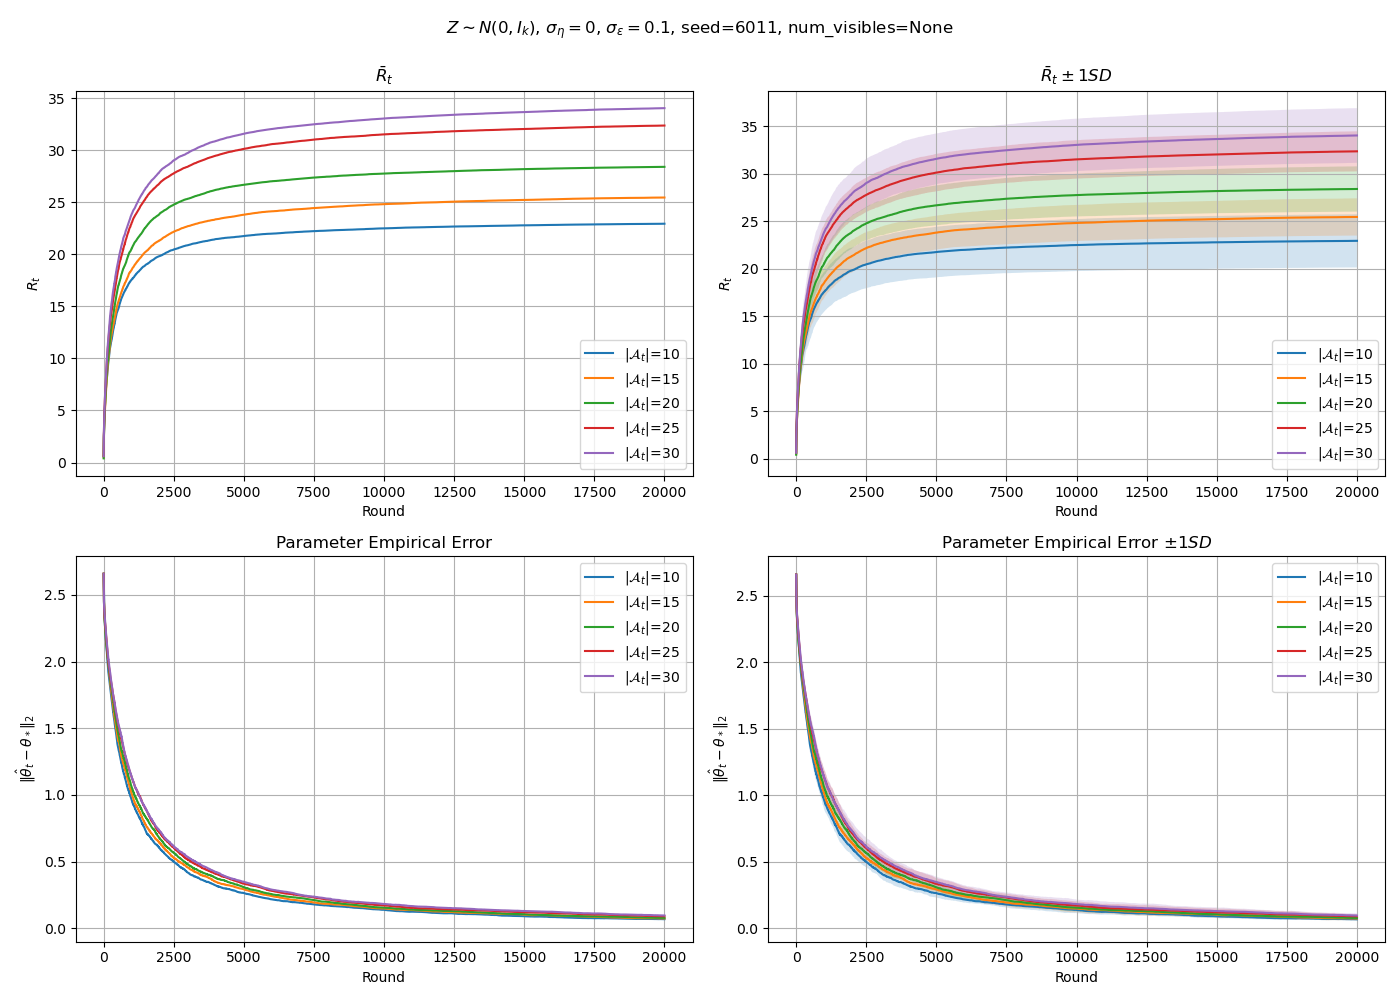 Z ∼ N(0, I_k), σ_η = 0, σ_ε = 0.1, seed=6011, num_visibles=None
R̄_t
R_t
35
30
25
20
15
10
5
0
|𝒜_t|=10
|𝒜_t|=15
|𝒜_t|=20
|𝒜_t|=25
|𝒜_t|=30
0 2500 5000 7500 10000 12500 15000 17500 20000
Round
R̄_t ± 1SD
R_t
35
30
25
20
15
10
5
0
|𝒜_t|=10
|𝒜_t|=15
|𝒜_t|=20
|𝒜_t|=25
|𝒜_t|=30
0 2500 5000 7500 10000 12500 15000 17500 20000
Round
Parameter Empirical Error
‖θ̂_t − θ_*‖_2
2.5
2.0
1.5
1.0
0.5
0.0
|𝒜_t|=10
|𝒜_t|=15
|𝒜_t|=20
|𝒜_t|=25
|𝒜_t|=30
0 2500 5000 7500 10000 12500 15000 17500 20000
Round
Parameter Empirical Error ±1SD
‖θ̂_t − θ_*‖_2
2.5
2.0
1.5
1.0
0.5
0.0
|𝒜_t|=10
|𝒜_t|=15
|𝒜_t|=20
|𝒜_t|=25
|𝒜_t|=30
0 2500 5000 7500 10000 12500 15000 17500 20000
Round